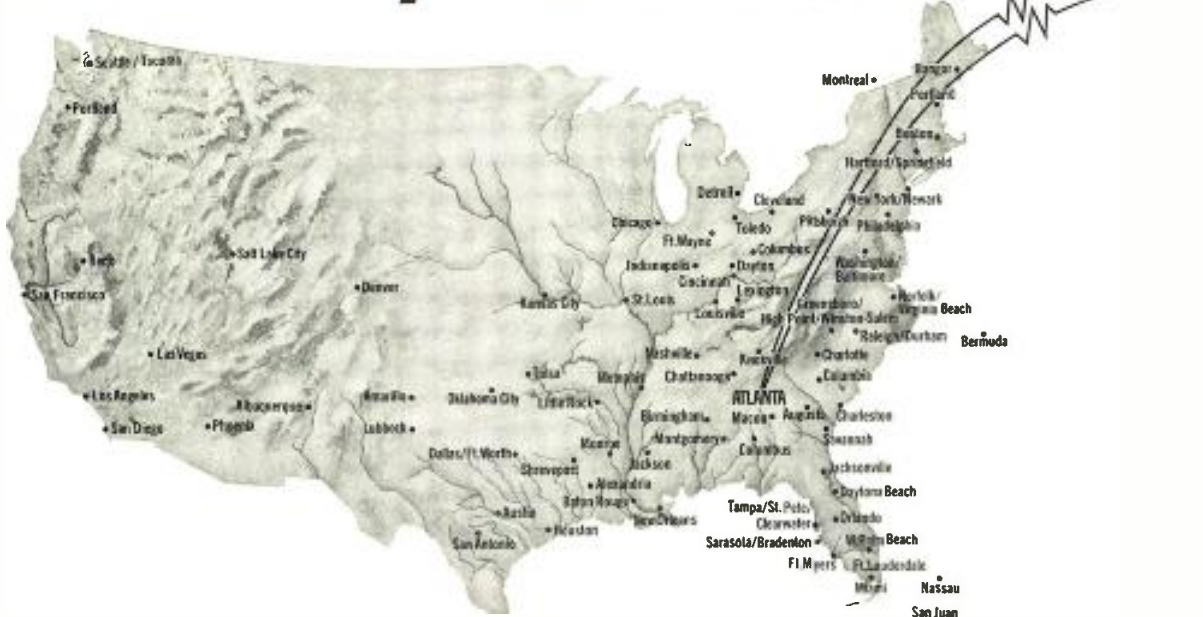 Seattle / Tacoma
Portland
Montreal
Bangor
Portland
Boston
Hartford/Springfield
New York/Newark
Detroit
Cleveland
Chicago
Toledo
Pittsburgh
Philadelphia
Ft. Wayne
Columbus
Washington/
Baltimore
Reno
Salt Lake City
Indianapolis
Dayton
Cincinnati
Lexington
San Francisco
Denver
Kansas City
St. Louis
Louisville
Greensboro/
High Point-Winston-Salem
Norfolk/
Virginia Beach
Raleigh/Durham
Bermuda
Las Vegas
Nashville
Knoxville
Charlotte
Tulsa
Memphis
Chattanooga
Columbia
Los Angeles
Albuquerque
Amarillo
Oklahoma City
Little Rock
ATLANTA
San Diego
Phoenix
Lubbock
Birmingham
Macon
Augusta
Charleston
Monroe
Montgomery
Columbus
Savannah
Dallas/Ft. Worth
Shreveport
Jackson
Jacksonville
Alexandria
Baton Rouge
Daytona Beach
Austin
Houston
New Orleans
Tampa/St. Pete/
Clearwater
Orlando
San Antonio
Sarasota/Bradenton
W. Palm Beach
Ft. Myers
Ft. Lauderdale
Miami
Nassau
San Juan